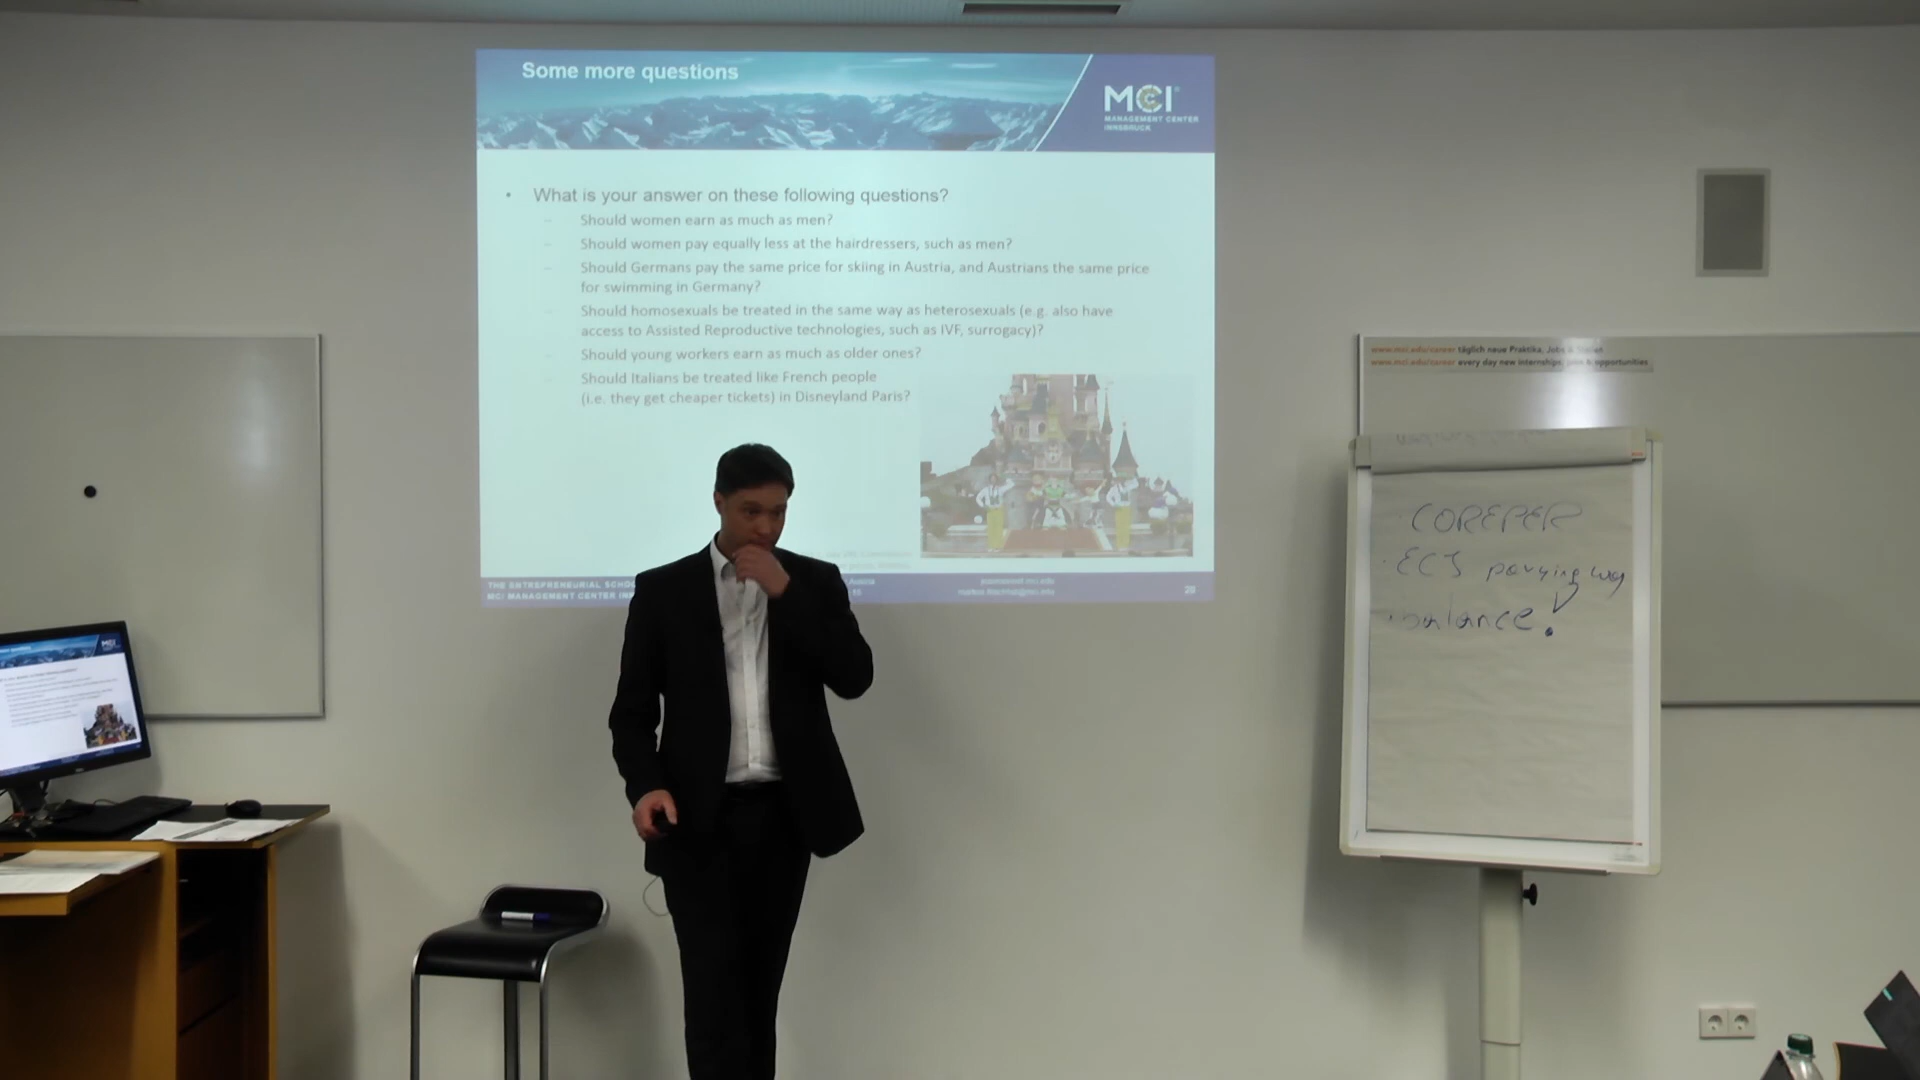 Some more questions
MCI
MANAGEMENT CENTER
INNSBRUCK
• What is your answer on these following questions?
– Should women earn as much as men?
– Should women pay equally less at the hairdressers, such as men?
– Should Germans pay the same price for skiing in Austria, and Austrians the same price
for swimming in Germany?
– Should homosexuals be treated in the same way as heterosexuals (e.g. also have
access to Assisted Reproductive technologies, such as IVF, surrogacy)?
– Should young workers earn as much as older ones?
– Should Italians be treated like French people
(i.e. they get cheaper tickets) in Disneyland Paris?
THE ENTREPRENEURIAL SCHOO
MCI MANAGEMENT CENTER INN
Austria
28
www.mci.edu/career täglich neue Praktika, Jobs &
www.mci.edu/career every day new internships, jobs & opportunities
COREPER
ECJ
balance!